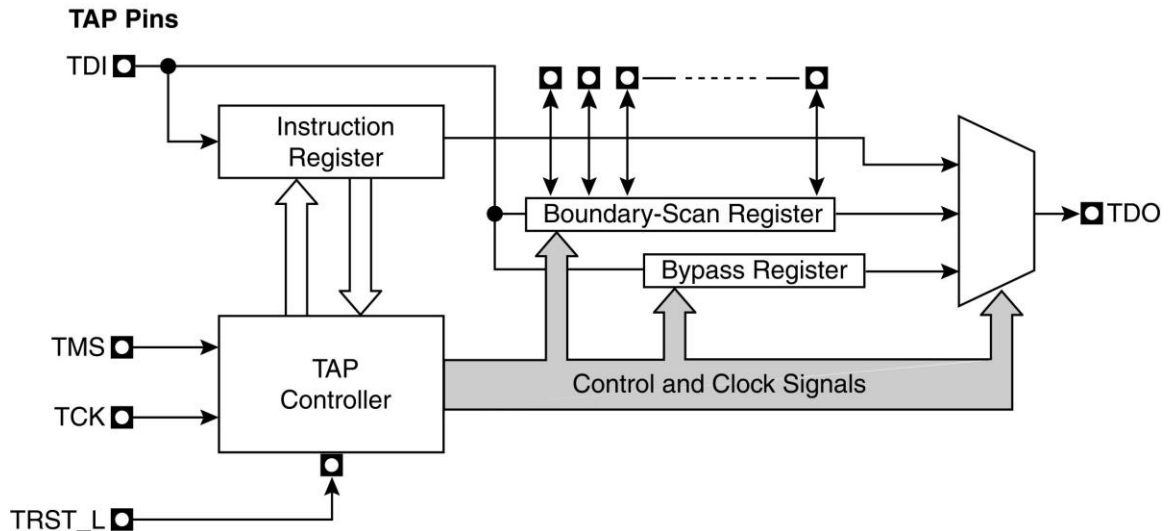 TAP Pins
TDI
Instruction
Register
Boundary-Scan Register
TDO
Bypass Register
TMS
TAP
Controller
Control and Clock Signals
TCK
TRST_L